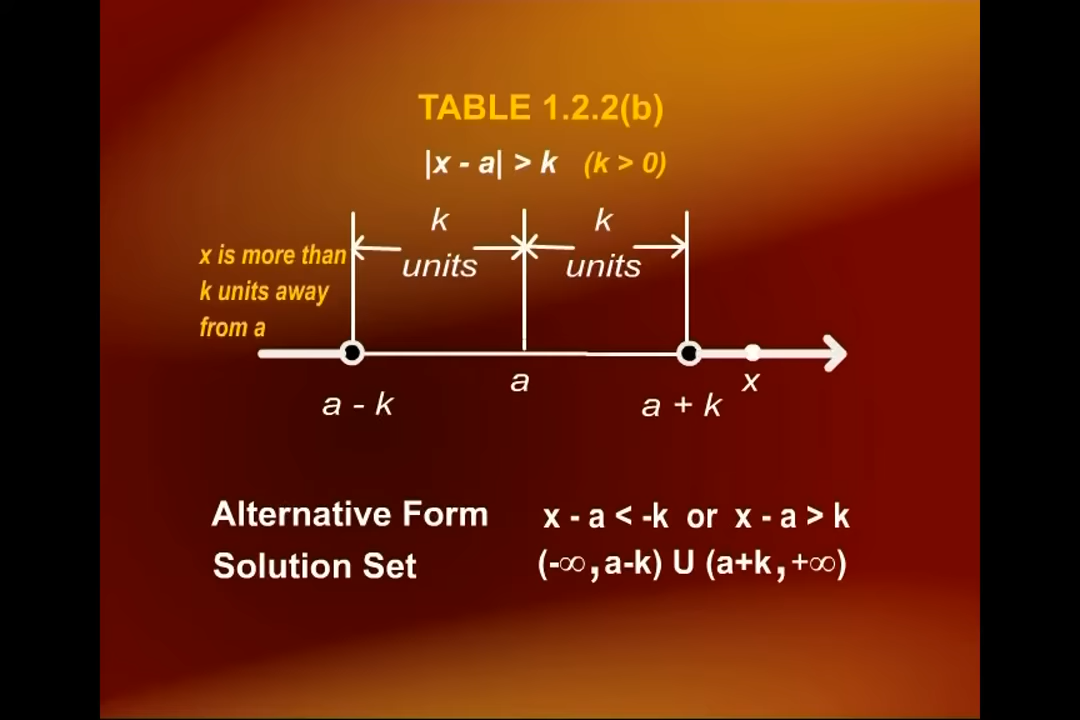 TABLE 1.2.2(b)
|x - a| > k (k > 0)
k k
units units
x is more than
k units away
from a
a x
a - k a + k
Alternative Form x - a < -k or x - a > k
Solution Set (-∞, a-k) U (a+k, +∞)